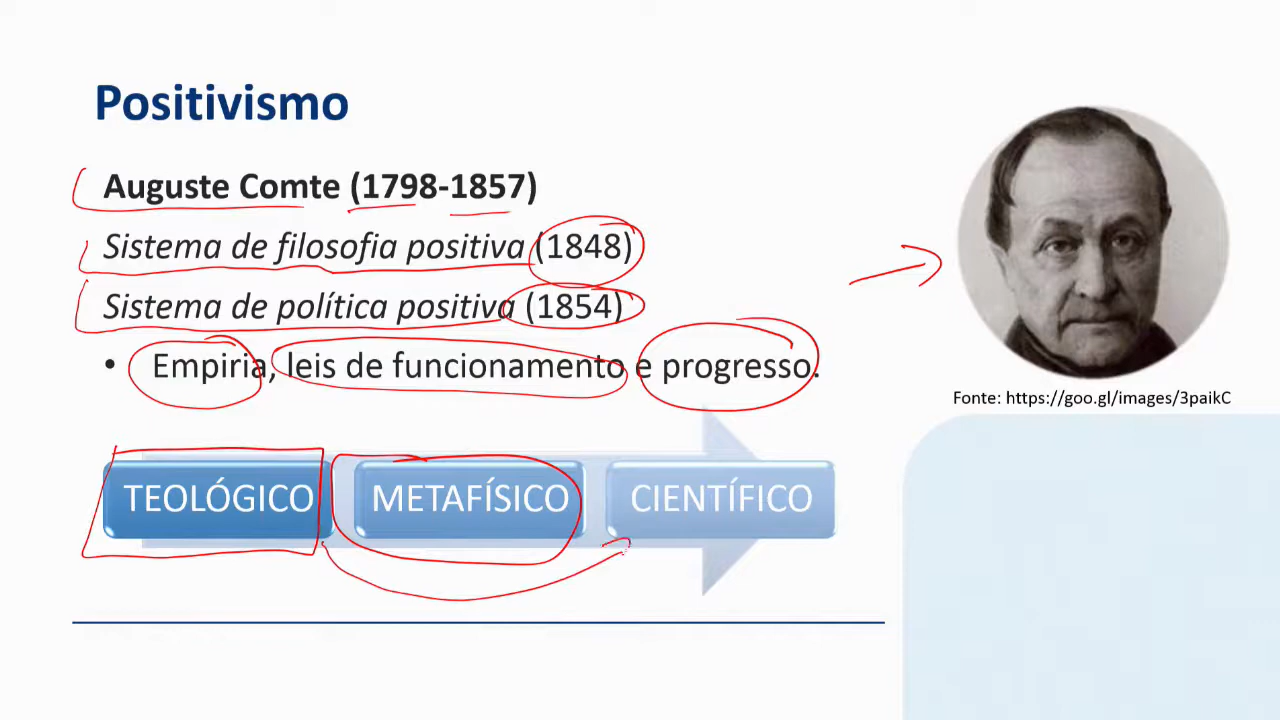 Positivismo
Auguste Comte (1798-1857)
Sistema de filosofia positiva (1848)
Sistema de política positiva (1854)
• Empiria, leis de funcionamento e progresso.
Fonte: https://goo.gl/images/3paikC
TEOLÓGICO METAFÍSICO CIENTÍFICO